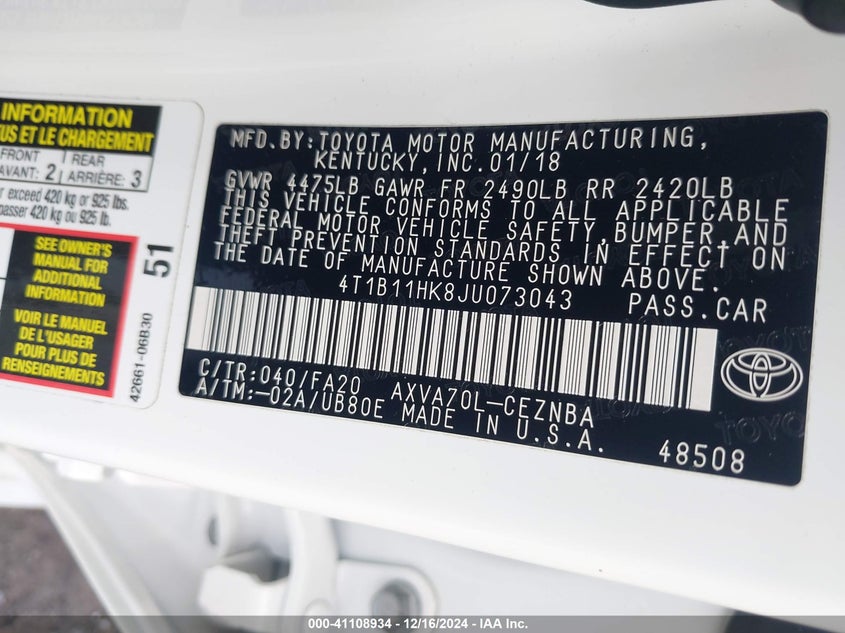 INFORMATION
TUS ET LE CHARGEMENT
FRONT
AVANT: 2
REAR
ARRIÈRE: 3
exceed 420 kg or 925 lbs.
passer 420 kg ou 925 lb.
SEE OWNER'S
MANUAL FOR
ADDITIONAL
INFORMATION
VOIR LE MANUEL
DE L'USAGER
POUR PLUS DE
RENSEIGNEMENTS
51
42661-06B30
MFD.BY:TOYOTA MOTOR MANUFACTURING,
KENTUCKY,INC.01/18
GVWR 4475LB GAWR FR 2490LB RR 2420LB
THIS VEHICLE CONFORMS TO ALL APPLICABLE
FEDERAL MOTOR VEHICLE SAFETY,BUMPER,AND
THEFT PREVENTION STANDARDS IN EFFECT ON
THE DATE OF MANUFACTURE SHOWN ABOVE.
4T1B11HK8JU073043 PASS.CAR
C/TR:040/FA20 AXVA70L-CEZNBA
A/TM:-02A/UB80E MADE IN U.S.A.
48508
000-41108934 - 12/16/2024 - IAA Inc.